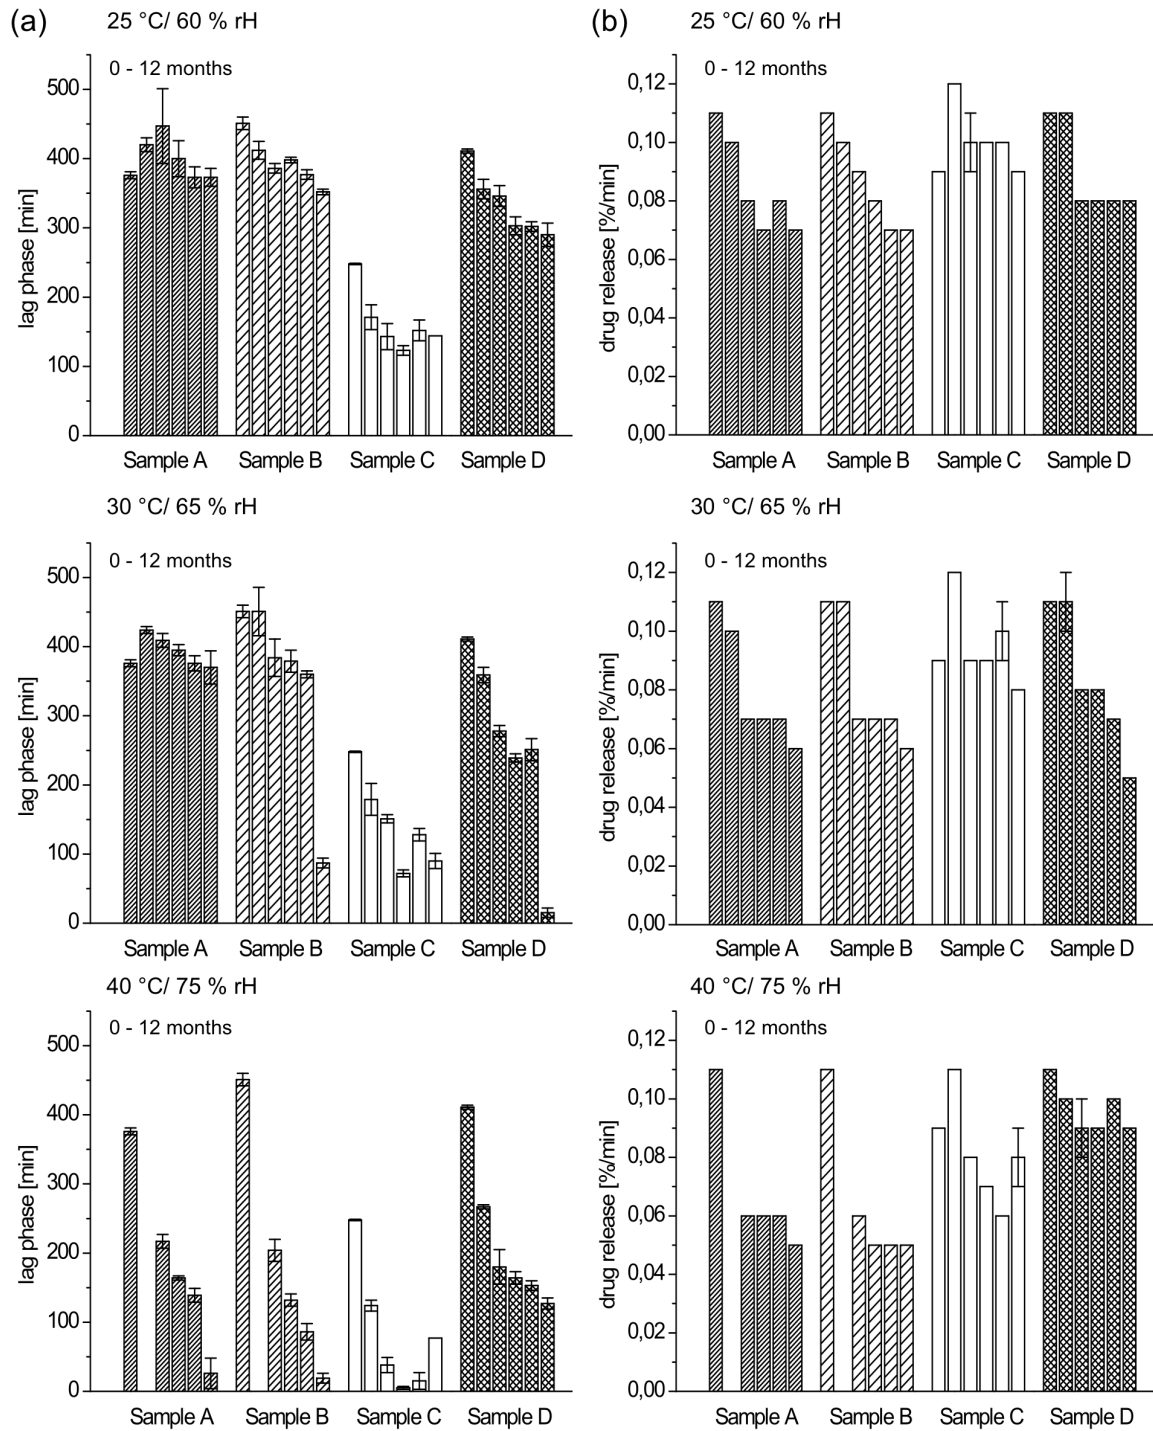 (a)
25 °C/ 60 % rH
0 - 12 months
lag phase [min]
500
400
300
200
100
0
Sample A Sample B Sample C Sample D
(b)
25 °C/ 60 % rH
0 - 12 months
drug release [%/min]
0,12
0,10
0,08
0,06
0,04
0,02
0,00
Sample A Sample B Sample C Sample D
30 °C/ 65 % rH
0 - 12 months
lag phase [min]
500
400
300
200
100
0
Sample A Sample B Sample C Sample D
30 °C/ 65 % rH
0 - 12 months
drug release [%/min]
0,12
0,10
0,08
0,06
0,04
0,02
0,00
Sample A Sample B Sample C Sample D
40 °C/ 75 % rH
0 - 12 months
lag phase [min]
500
400
300
200
100
0
Sample A Sample B Sample C Sample D
40 °C/ 75 % rH
0 - 12 months
drug release [%/min]
0,12
0,10
0,08
0,06
0,04
0,02
0,00
Sample A Sample B Sample C Sample D